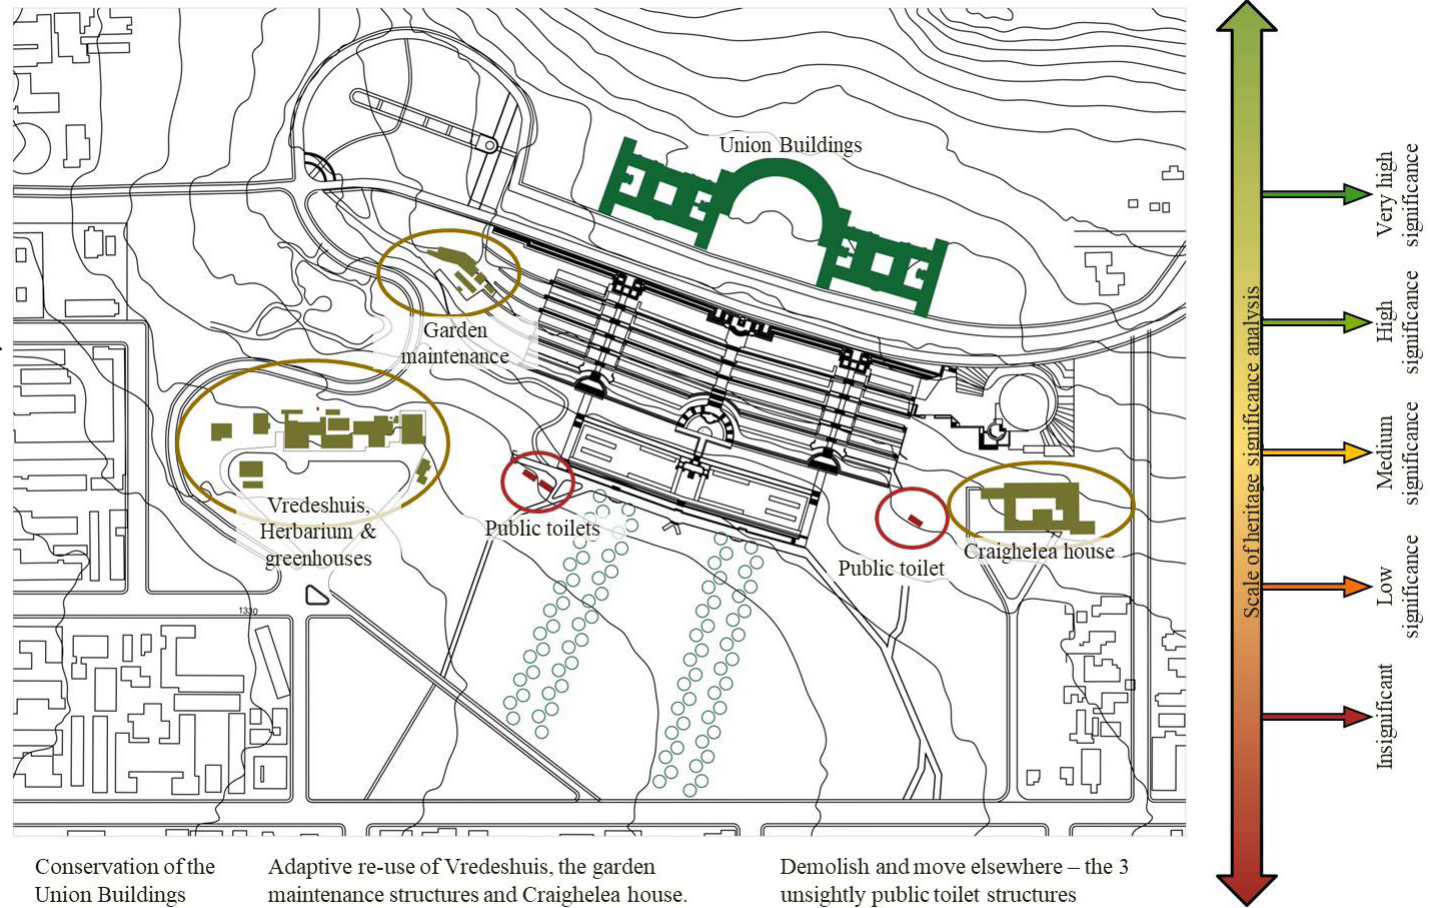 Union Buildings
Garden
maintenance
Vredeshuis,
Herbarium &
greenhouses
Public toilets
Public toilet
Craighelea house
1330
Scale of heritage significance analysis
Very high
significance
High
significance
Medium
significance
Low
significance
Insignificant
Conservation of the
Union Buildings
Adaptive re-use of Vredeshuis, the garden
maintenance structures and Craighelea house.
Demolish and move elsewhere – the 3
unsightly public toilet structures